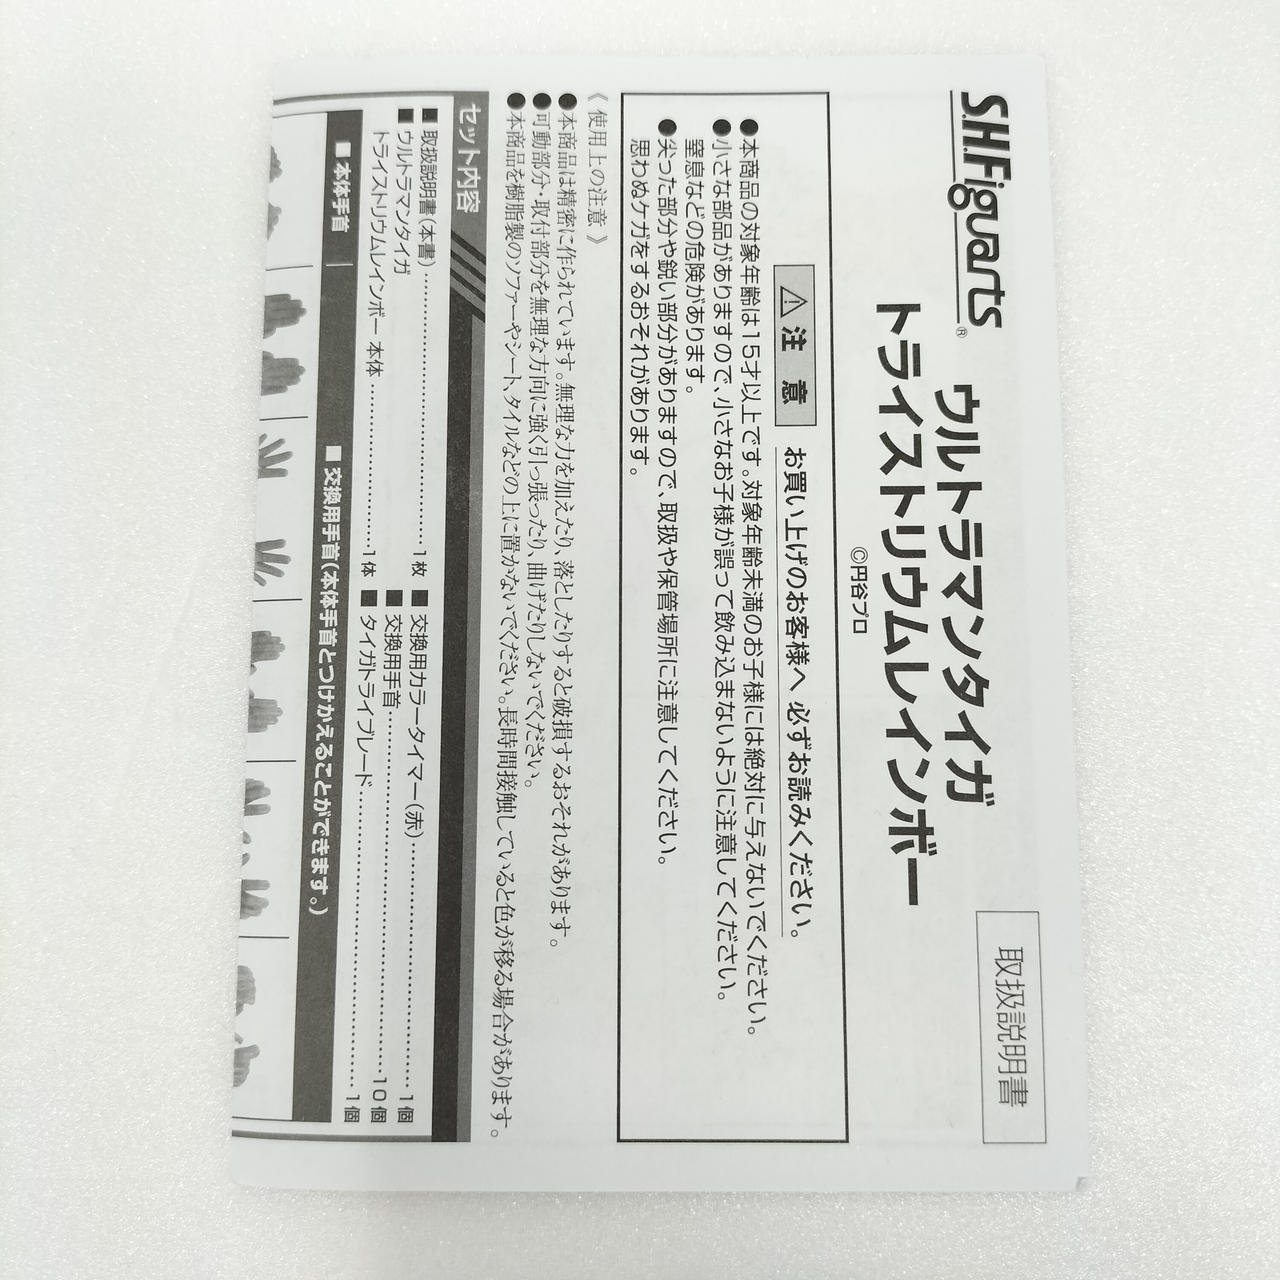 S.H.Figuarts®
ウルトラマンタイガ
トライストリウムレインボー
©円谷プロ
取扱説明書
⚠注 意 お買い上げのお客様へ 必ずお読みください。
●本商品の対象年齢は15才以上です。対象年齢未満のお子様には絶対に与えないでください。
●小さな部品がありますので、小さなお子様が誤って飲み込まないように注意してください。
窒息などの危険があります。
●尖った部分や鋭い部分がありますので、取扱や保管場所に注意してください。
思わぬケガをするおそれがあります。
《 使用上の注意 》
●本商品は精密に作られています。無理な力を加えたり、落としたりすると破損するおそれがあります。
●可動部分・取付部分を無理な方向に強く引っ張ったり、曲げたりしないでください。
●本商品を樹脂製のソファーやシート、タイルなどの上に置かないでください。長時間接触していると色が移る場合があります。
セット内容
■ 取扱説明書(本書)……………………1枚
■ ウルトラマンタイガ
トライストリウムレインボー 本体……………1体
■ 交換用カラータイマー(赤)……………………1個
■ 交換用手首……………………10個
■ タイガトライブレード……………………1個
■ 本体手首
■ 交換用手首(本体手首とつけかえることができます。)